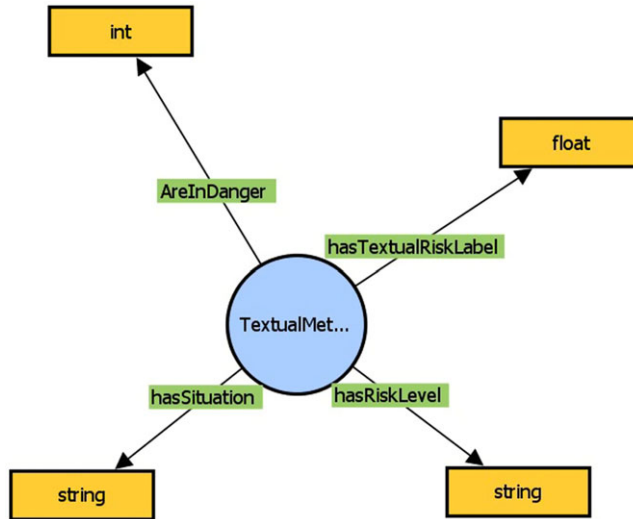 int
float
AreInDanger
hasTextualRiskLabel
TextualMet...
hasSituation
hasRiskLevel
string
string